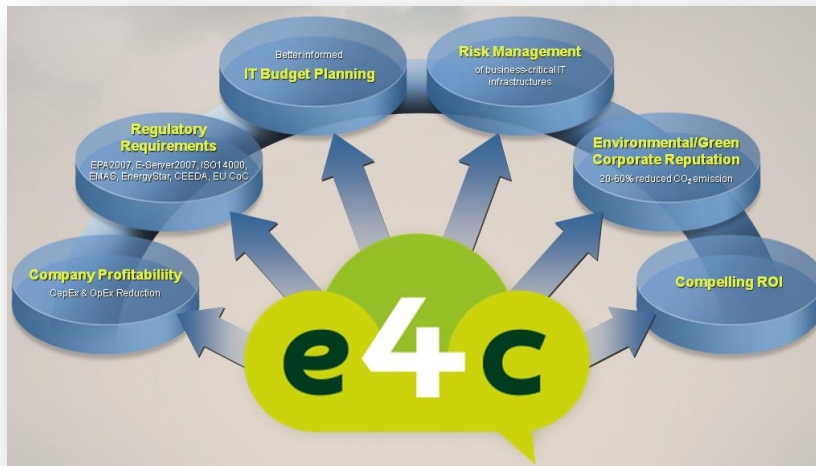 Better informed
IT Budget Planning
Risk Management
of business-critical IT
infrastructures
Regulatory
Requirements
EPA2007, E-Server2007, ISO14000,
EMAS, EnergyStar, CEEDA, EU CoC
Environmental/Green
Corporate Reputation
20-60% reduced CO₂ emission
Company Profitabiliity
CapEx & OpEx Reduction
Compelling ROI
e4c